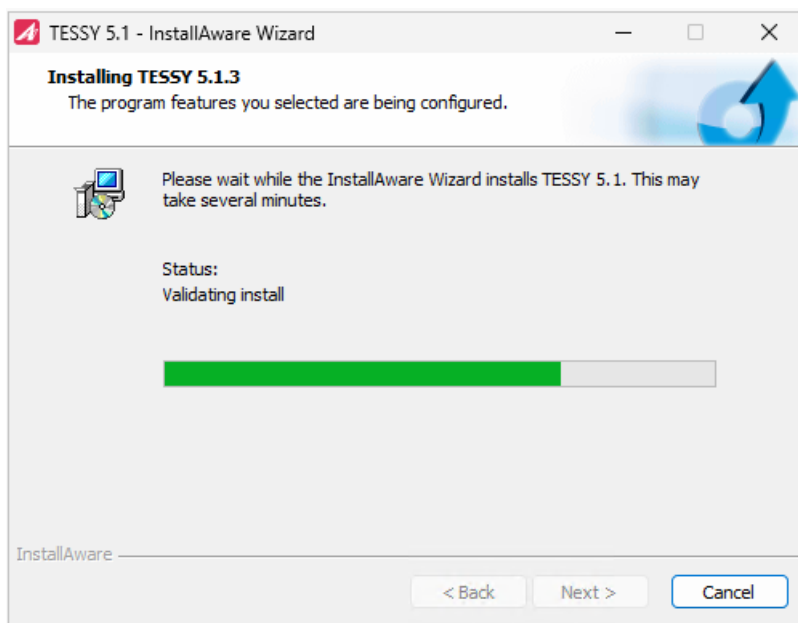 TESSY 5.1 - InstallAware Wizard
Installing TESSY 5.1.3
The program features you selected are being configured.
Please wait while the InstallAware Wizard installs TESSY 5.1. This may
take several minutes.
Status:
Validating install
InstallAware
< Back Next > Cancel